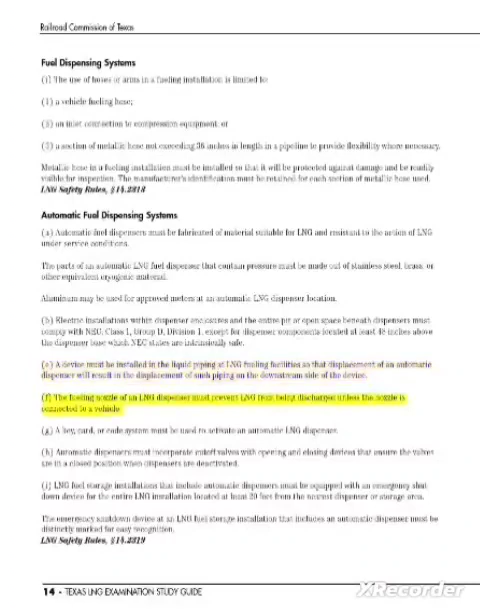 Railroad Commission of Texas
Fuel Dispensing Systems
(i) The use of hoses or arms in a fueling installation is limited to:
(1) a vehicle fueling hose;
(2) an inlet connection to compression equipment; or
(3) a section of metallic hose not exceeding 36 inches in length in a pipeline to provide flexibility where necessary.
Metallic hose in a fueling installation must be installed so that it will be protected against damage and be readily
visible for inspection. The manufacturer's identification must be retained for each section of metallic hose used.
LNG Safety Rules, §14.2318
Automatic Fuel Dispensing Systems
(a) Automatic fuel dispensers must be fabricated of material suitable for LNG and resistant to the action of LNG
under service conditions.
The parts of an automatic LNG fuel dispenser that contain pressure must be made out of stainless steel, brass, or
other equivalent cryogenic material.
Aluminum may be used for approved meters at an automatic LNG dispenser location.
(b) Electric installations within dispenser enclosures and the entire pit or open space beneath dispensers must
comply with NEC, Class I, Group D, Division 1, except for dispenser components located at least 48 inches above
the dispenser base which NEC states are intrinsically safe.
(e) A device must be installed in the liquid piping at LNG fueling facilities so that displacement of an automatic
dispenser will result in the displacement of such piping on the downstream side of the device.
(f) The fueling nozzle of an LNG dispenser must prevent LNG from being discharged unless the nozzle is
connected to a vehicle.
(g) A key, card, or code system must be used to activate an automatic LNG dispenser.
(h) Automatic dispensers must incorporate cutoff valves with opening and closing devices that ensure the valves
are in a closed position when dispensers are deactivated.
(i) LNG fuel storage installations that include automatic dispensers must be equipped with an emergency shut
down device for the entire LNG installation located at least 20 feet from the nearest dispenser or storage area.
The emergency shutdown device at an LNG fuel storage installation that includes an automatic dispenser must be
distinctly marked for easy recognition.
LNG Safety Rules, §14.2319
14 - TEXAS LNG EXAMINATION STUDY GUIDE
XRecorder